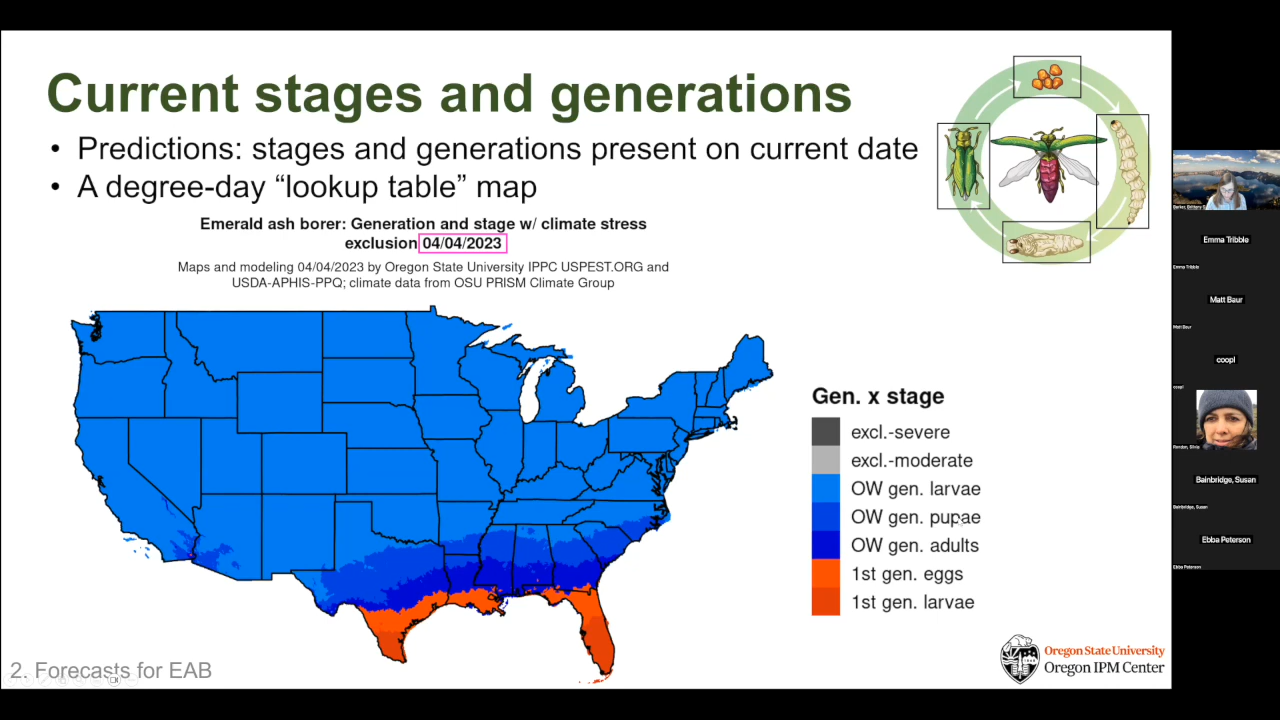 Current stages and generations
• Predictions: stages and generations present on current date
• A degree-day “lookup table” map
Emerald ash borer: Generation and stage w/ climate stress
exclusion 04/04/2023
Maps and modeling 04/04/2023 by Oregon State University IPPC USPEST.ORG and
USDA-APHIS-PPQ; climate data from OSU PRISM Climate Group
Gen. x stage
excl.-severe
excl.-moderate
OW gen. larvae
OW gen. pupae
OW gen. adults
1st gen. eggs
1st gen. larvae
2. Forecasts for EAB
Oregon State University
Oregon IPM Center
Emma Tribble
Emma Tribble
Matt Baur
Matt Baur
coopl
coopl
Bainbridge, Susan
Bainbridge, Susan
Ebba Peterson
Ebba Peterson